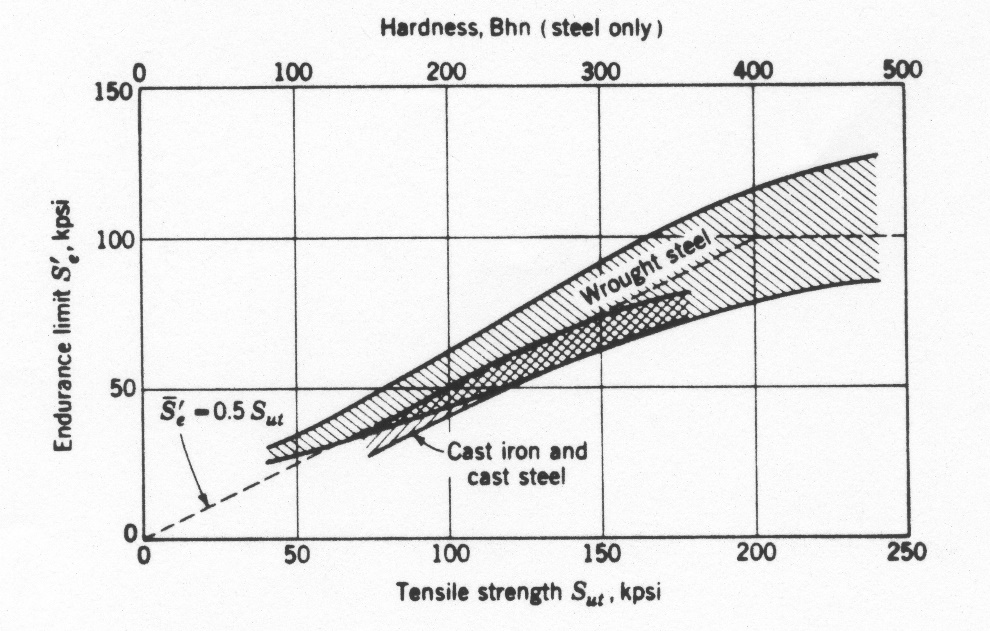 Hardness, Bhn (steel only)
0 100 200 300 400 500
150
100
50
0
Endurance limit S′e, kpsi
Wrought steel
S̄′e = 0.5 Sut
Cast iron and
cast steel
0 50 100 150 200 250
Tensile strength Sut, kpsi